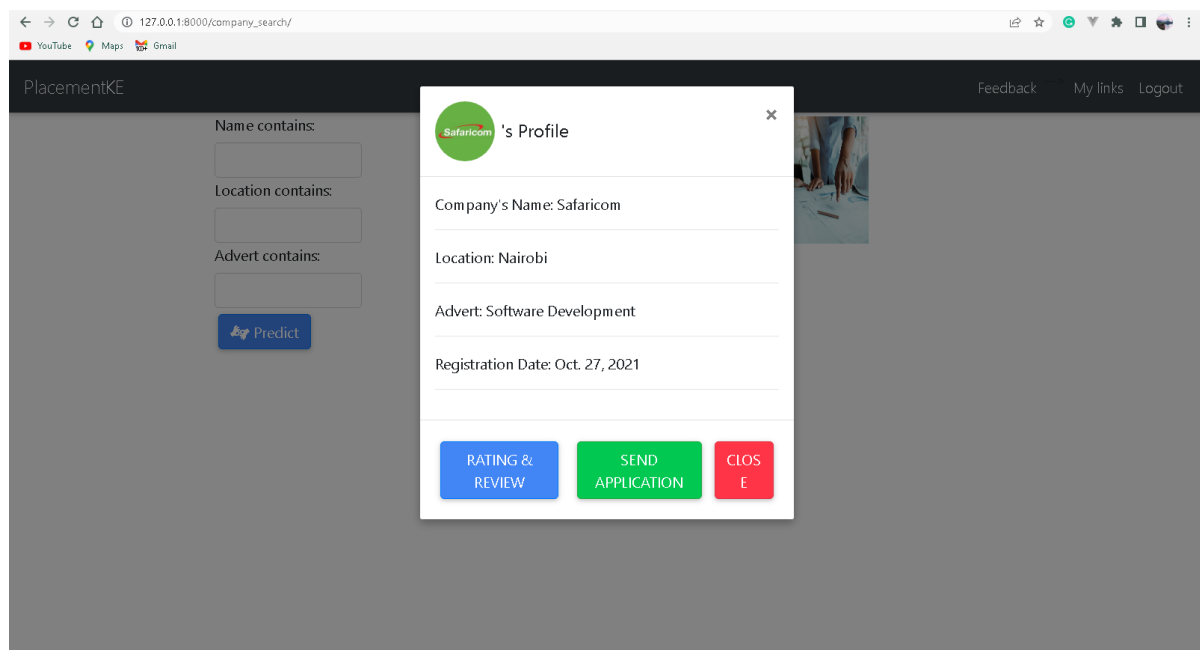 127.0.0.1:8000/company_search/
YouTube Maps Gmail
PlacementKE
Feedback My links Logout
Name contains:
Location contains:
Advert contains:
Predict
Safaricom 's Profile
×
Company's Name: Safaricom
Location: Nairobi
Advert: Software Development
Registration Date: Oct. 27, 2021
RATING &
REVIEW
SEND
APPLICATION
CLOS
E